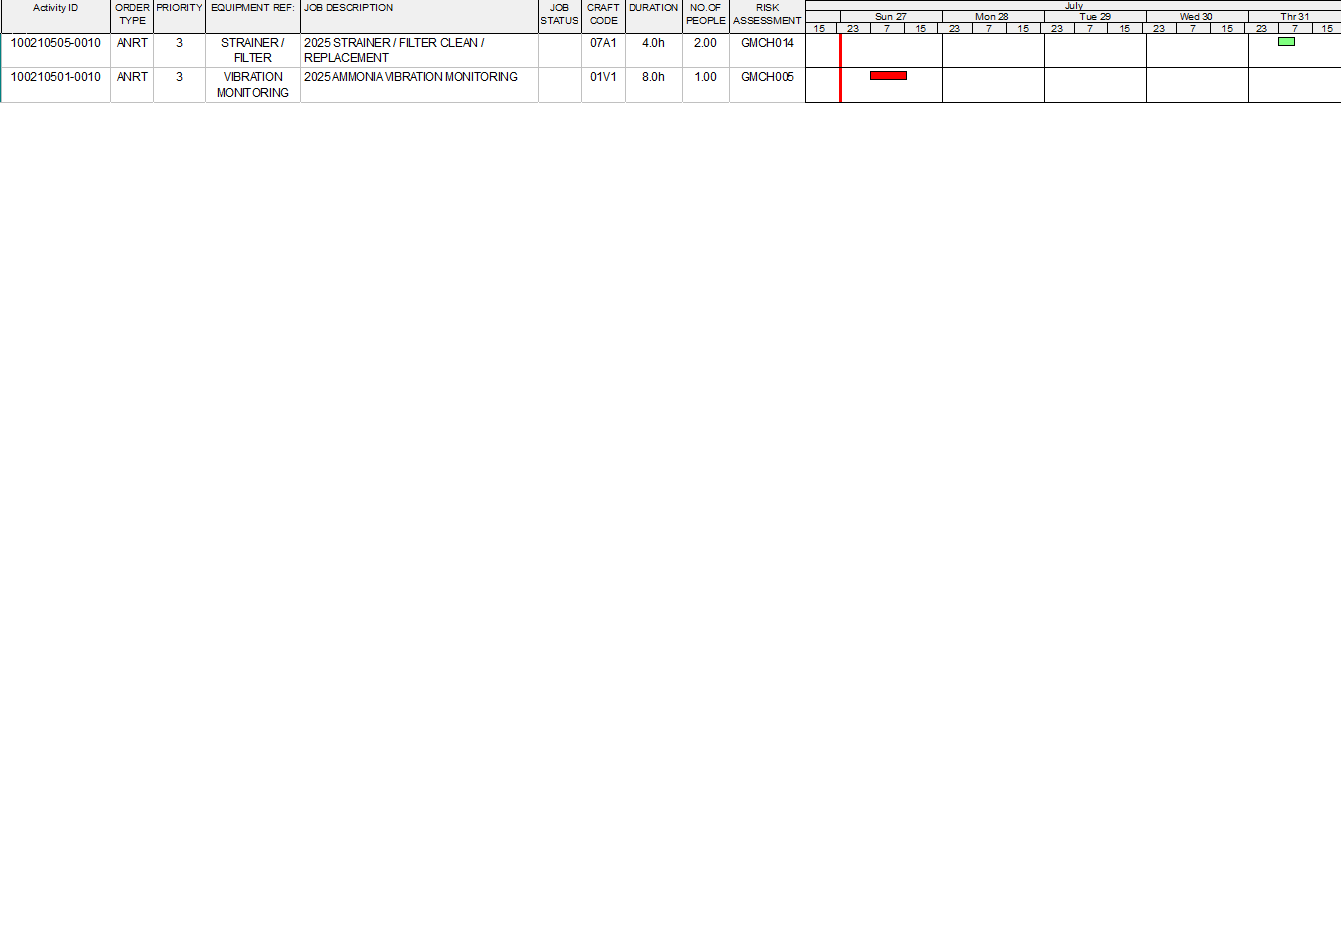 July
Activity ID ORDER PRIORITY EQUIPMENT REF: JOB DESCRIPTION JOB CRAFT DURATION NO.OF RISK
TYPE STATUS CODE PEOPLE ASSESSMENT
Sun 27 Mon 28 Tue 29 Wed 30 Thr 31
15 23 7 15 23 7 15 23 7 15 23 7 15 23 7 15
100210505-0010 ANRT 3 STRAINER / 2025 STRAINER / FILTER CLEAN / 07A1 4.0h 2.00 GMCH014
FILTER REPLACEMENT
100210501-0010 ANRT 3 VIBRATION 2025 AMMONIA VIBRATION MONITORING 01V1 8.0h 1.00 GMCH005
MONITORING